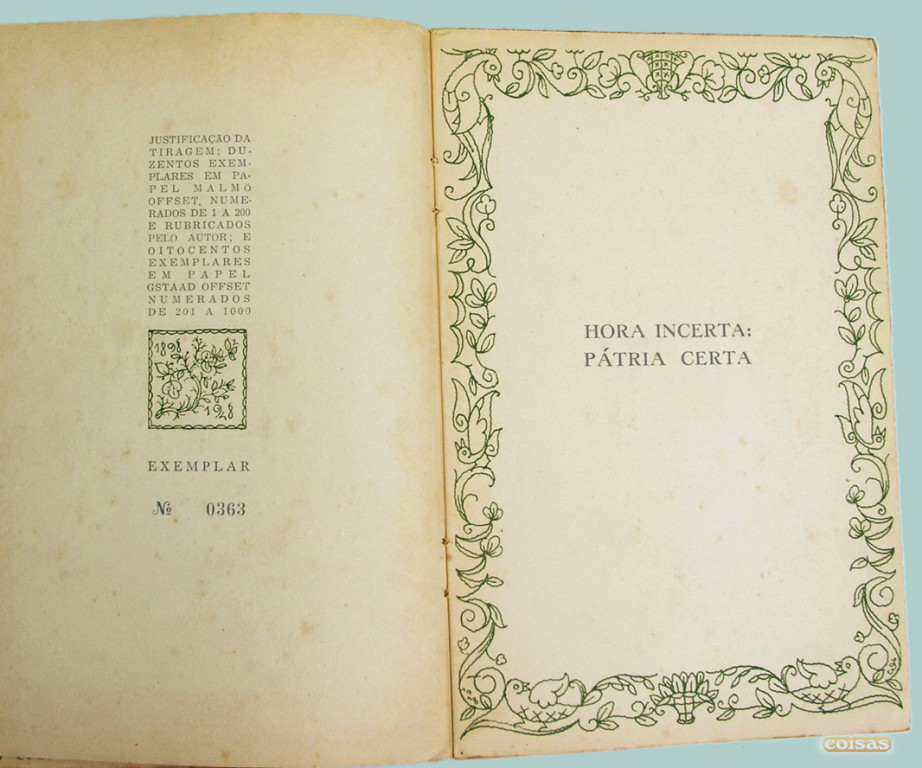 JUSTIFICAÇÃO DA
TIRAGEM: DU-
ZENTOS EXEM-
PLARES EM PA-
PEL MALMÖ
OFFSET, NUME-
RADOS DE 1 A 200
E RUBRICADOS
PELO AUTOR; E
OITOCENTOS
EXEMPLARES
EM PAPEL
GSTAAD OFFSET
NUMERADOS
DE 201 A 1000
1898
1928
EXEMPLAR
Nº 0363
HORA INCERTA:
PÁTRIA CERTA
coisas